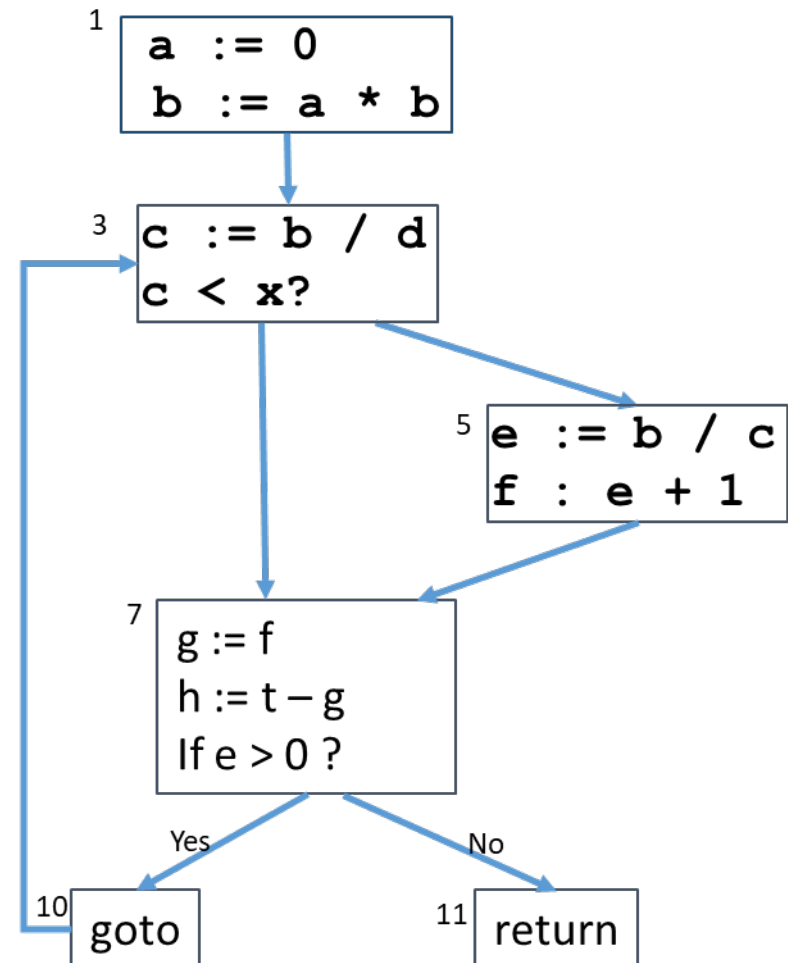 1
a := 0
b := a * b
3
c := b / d
c < x?
5
e := b / c
f : e + 1
7
g := f
h := t – g
If e > 0 ?
Yes
No
10
goto
11
return